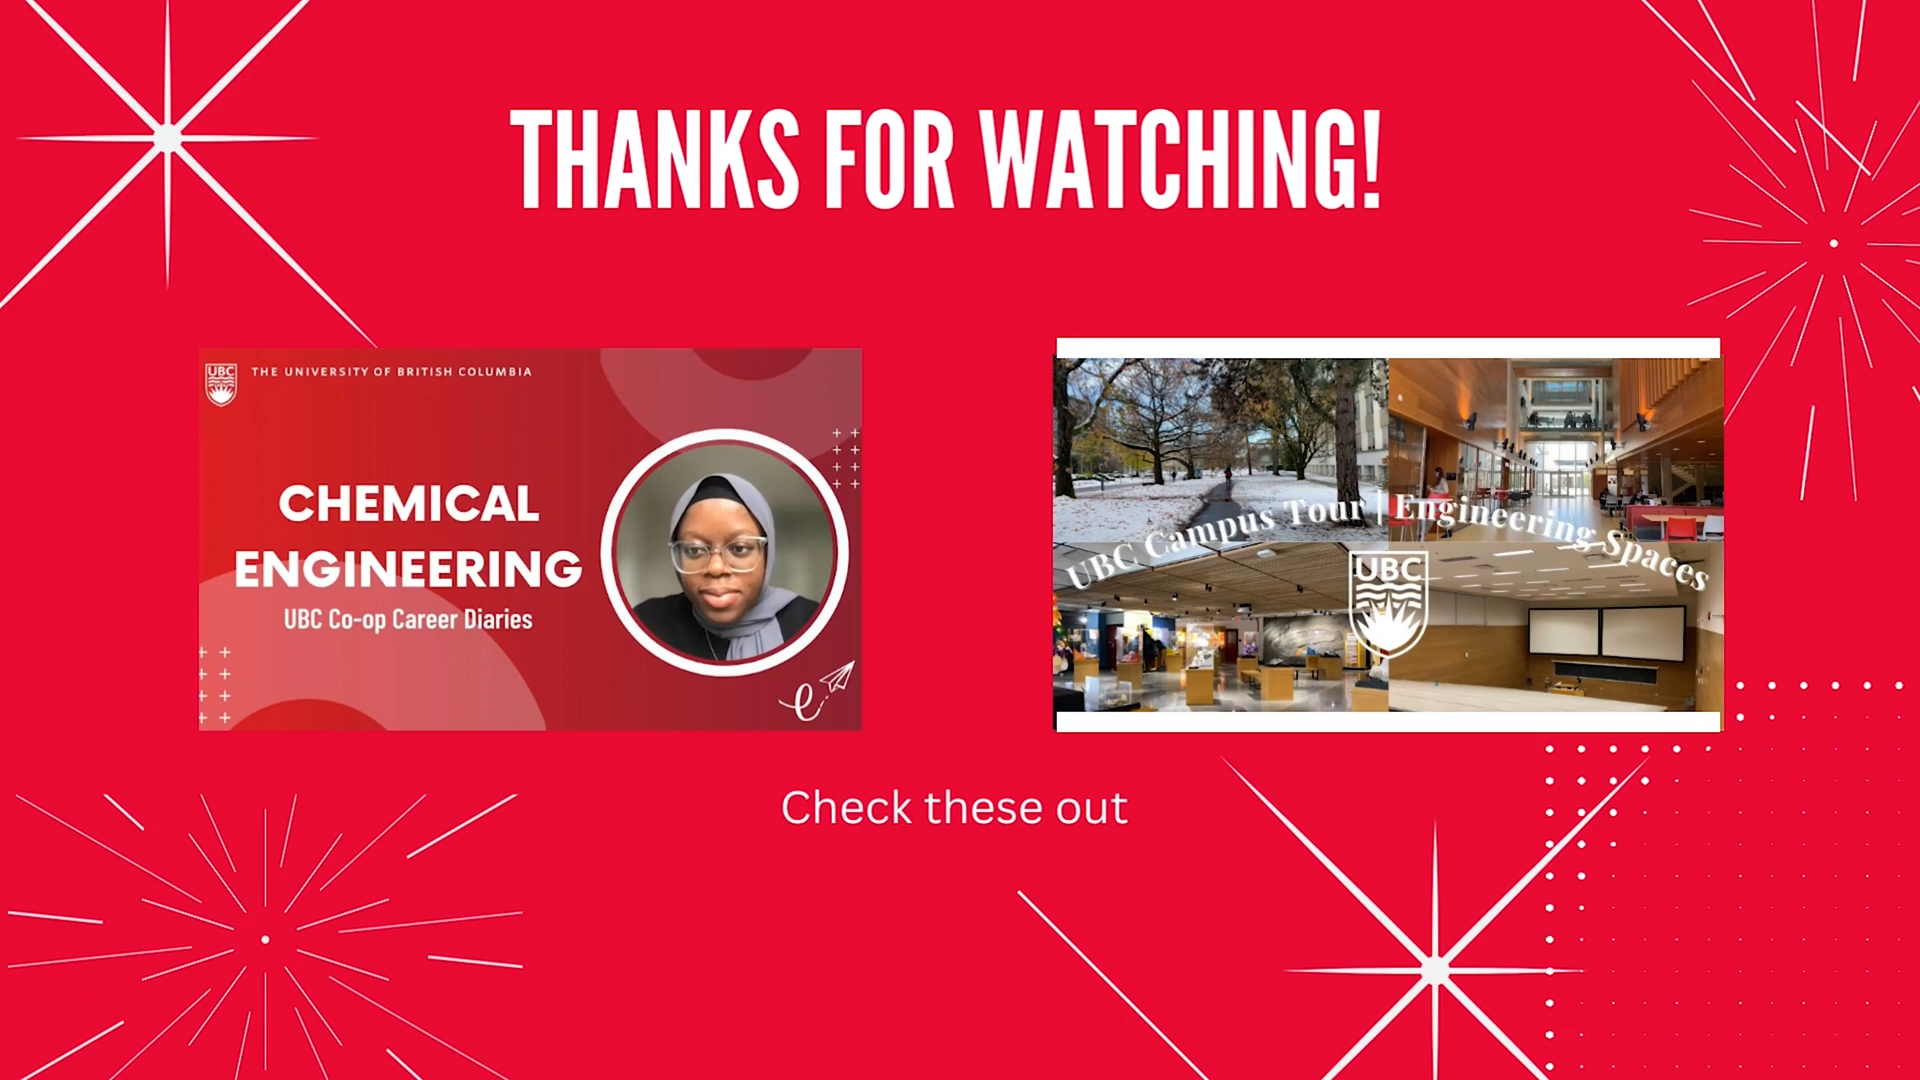 THANKS FOR WATCHING!
UBC
THE UNIVERSITY OF BRITISH COLUMBIA
CHEMICAL
ENGINEERING
UBC Co-op Career Diaries
UBC Campus Tour | Engineering Spaces
UBC
Check these out